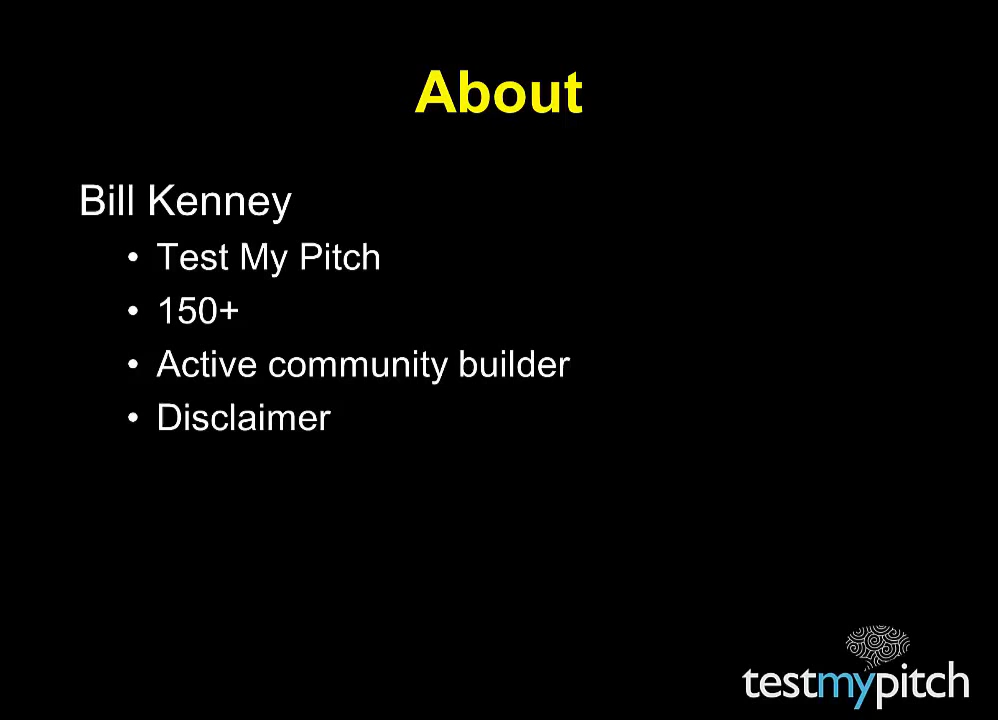 About
Bill Kenney
• Test My Pitch
• 150+
• Active community builder
• Disclaimer
testmypitch